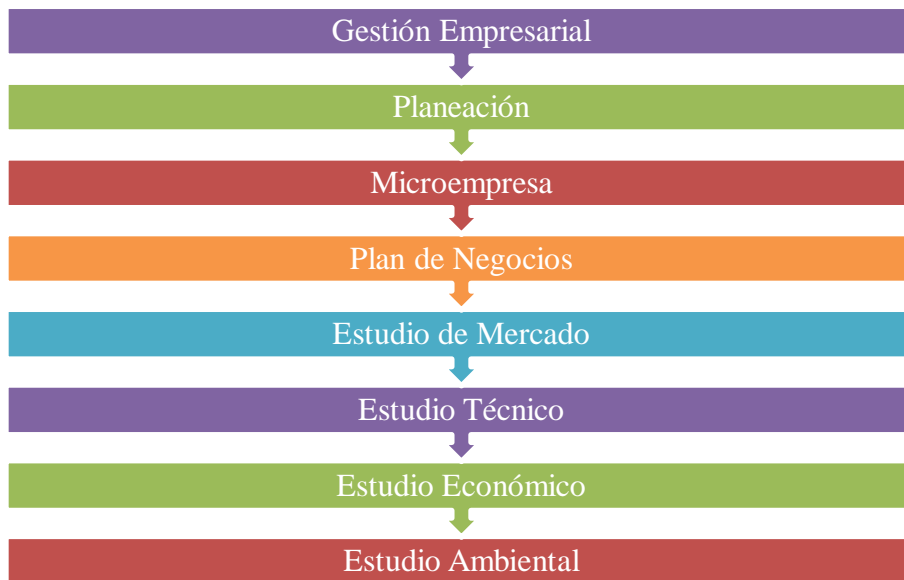 Gestión Empresarial
Planeación
Microempresa
Plan de Negocios
Estudio de Mercado
Estudio Técnico
Estudio Económico
Estudio Ambiental